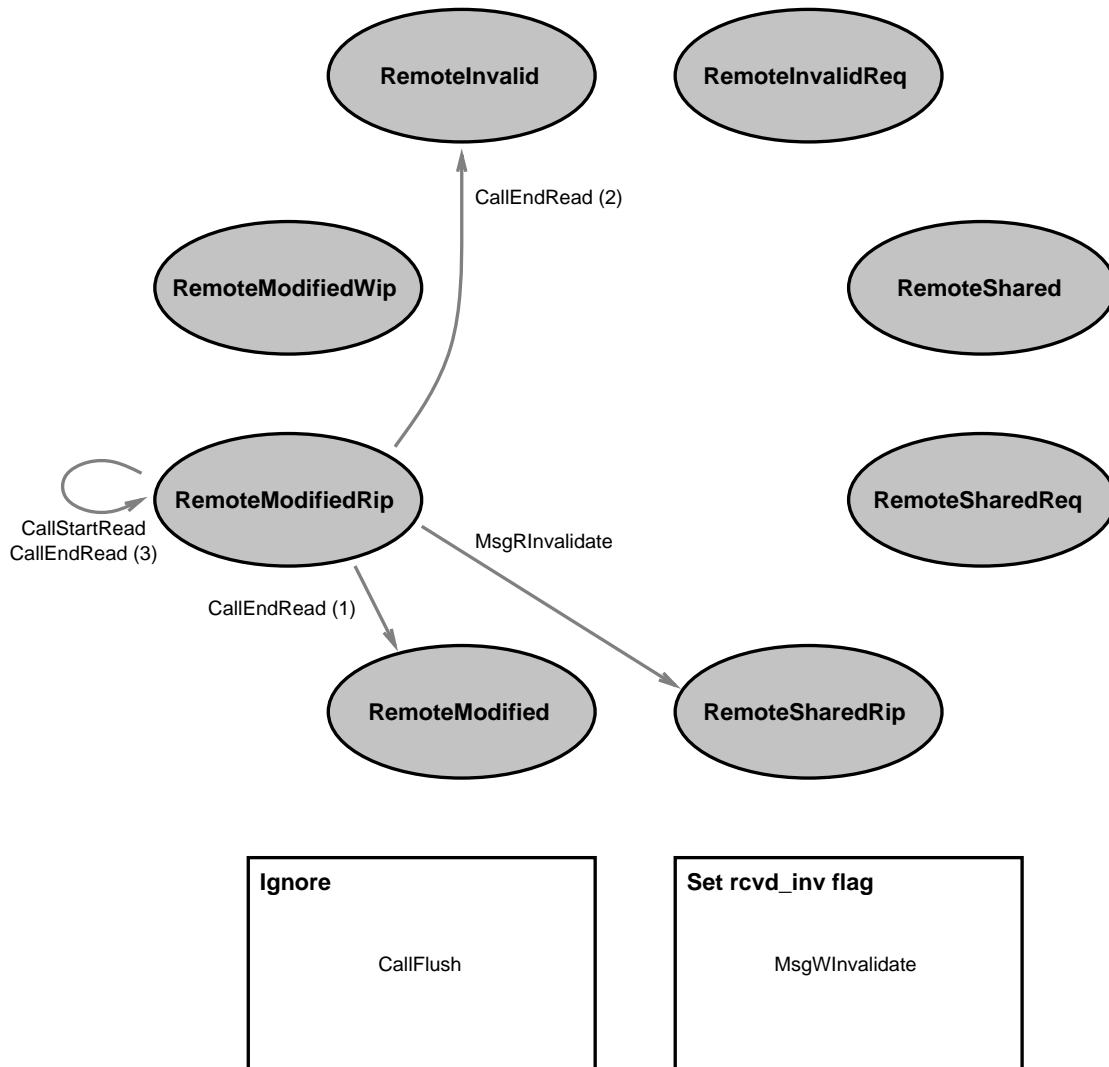 RemoteInvalid
RemoteInvalidReq
CallEndRead (2)
RemoteModifiedWip
RemoteShared
RemoteModifiedRip
RemoteSharedReq
CallStartRead
CallEndRead (3)
MsgRInvalidate
CallEndRead (1)
RemoteModified
RemoteSharedRip
Ignore
Set rcvd_inv flag
CallFlush
MsgWInvalidate